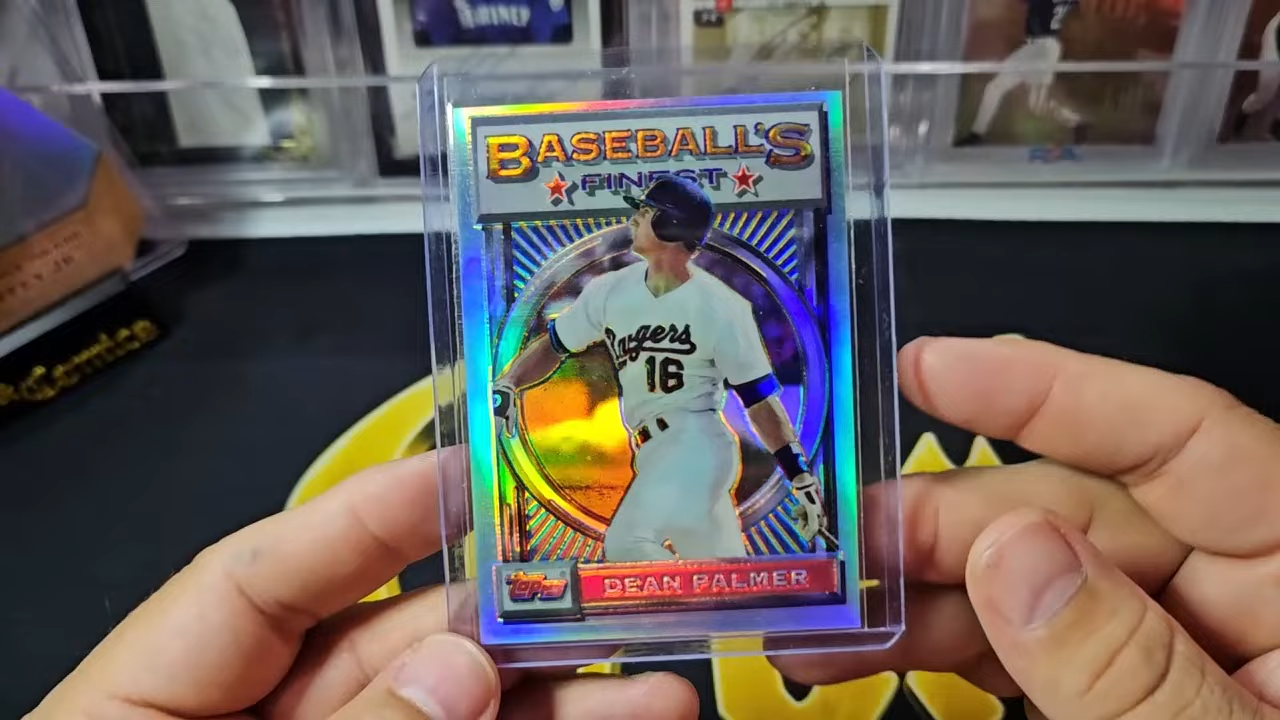 BASEBALL'S
FINEST
Rangers
16
TOPPS
DEAN PALMER